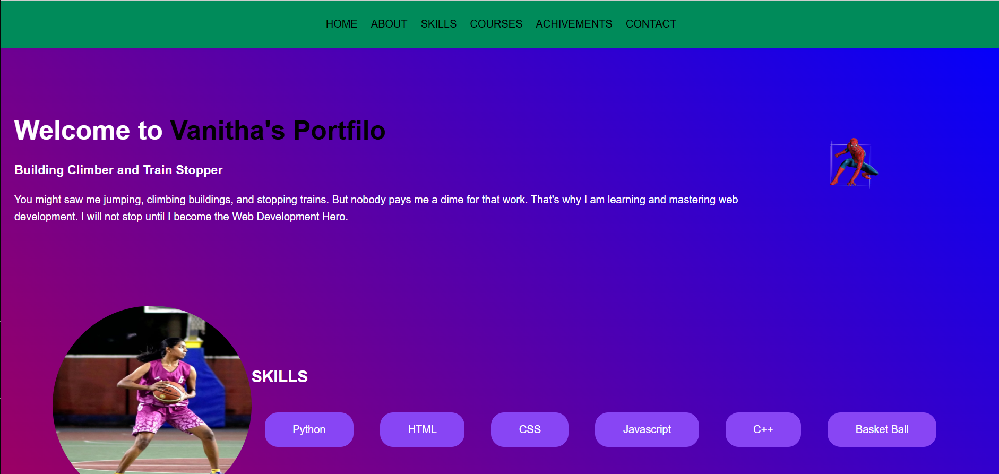 HOME ABOUT SKILLS COURSES ACHIVEMENTS CONTACT
Welcome to Vanitha's Portfilo
Building Climber and Train Stopper
You might saw me jumping, climbing buildings, and stopping trains. But nobody pays me a dime for that work. That's why I am learning and mastering web
development. I will not stop until I become the Web Development Hero.
SKILLS
Python HTML CSS Javascript C++ Basket Ball